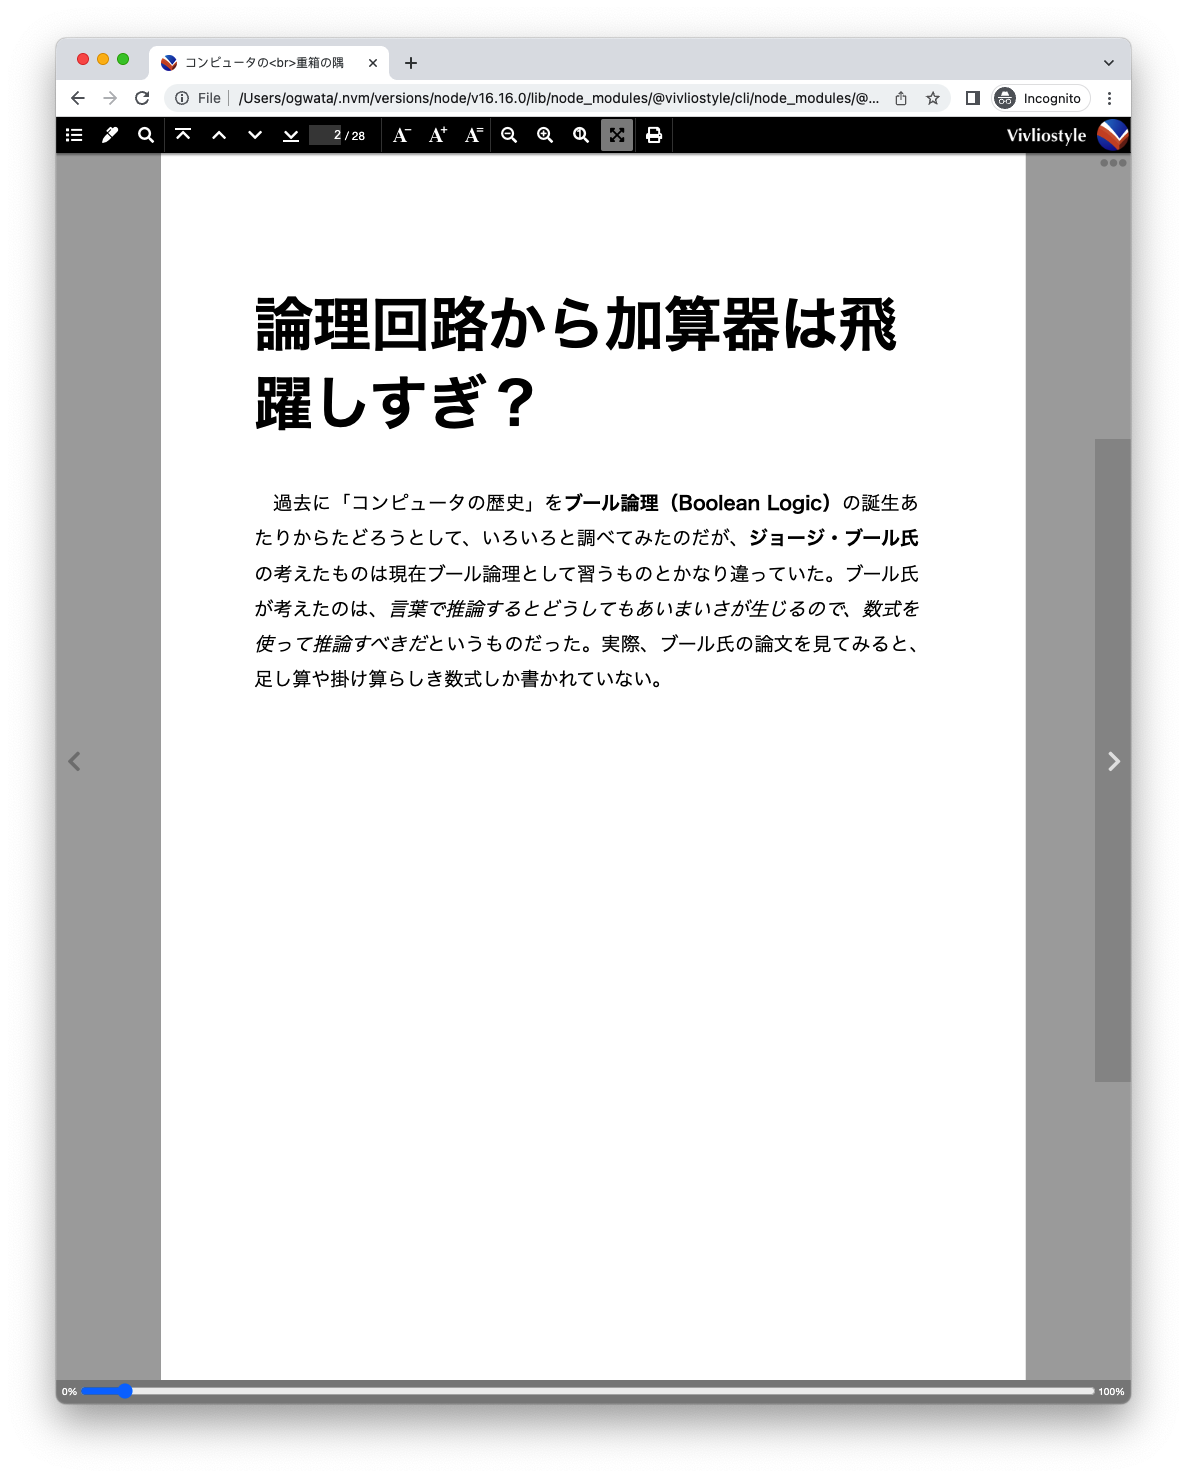 コンピュータの<br>重箱の隅
File
/Users/ogwata/.nvm/versions/node/v16.16.0/lib/node_modules/@vivliostyle/cli/node_modules/@...
Incognito
2 / 28
A−
A+
A=
Vivliostyle
論理回路から加算器は飛
躍しすぎ？
過去に「コンピュータの歴史」をブール論理（Boolean Logic）の誕生あ
たりからたどろうとして、いろいろと調べてみたのだが、ジョージ・ブール氏
の考えたものは現在ブール論理として習うものとかなり違っていた。ブール氏
が考えたのは、言葉で推論するとどうしてもあいまいさが生じるので、数式を
使って推論すべきだというものだった。実際、ブール氏の論文を見てみると、
足し算や掛け算らしき数式しか書かれていない。
0%
100%